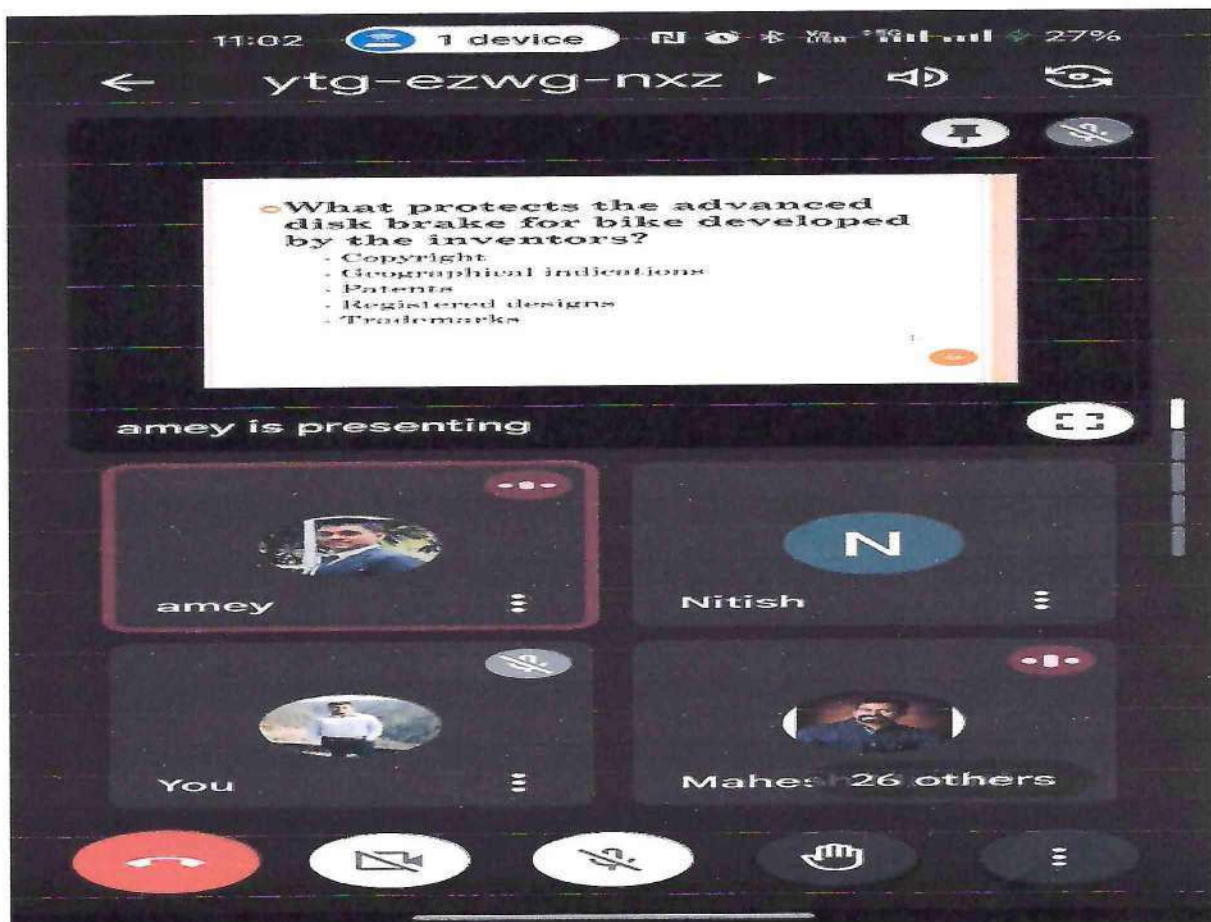 11:02 1 device 27%
ytg-ezwg-nxz
What protects the advanced
disk brake for bike developed
by the inventors?
- Copyright
- Geographical indications
- Patents
- Registered designs
- Trademarks
amey is presenting
amey
N
Nitish
You
Mahes 26 others